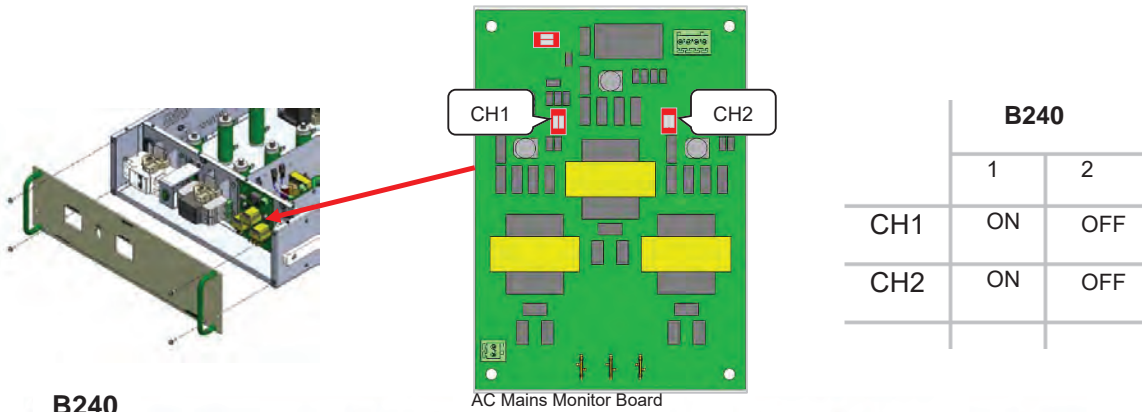 CH1
CH2
AC Mains Monitor Board
B240
B240
1 2
CH1 ON OFF
CH2 ON OFF